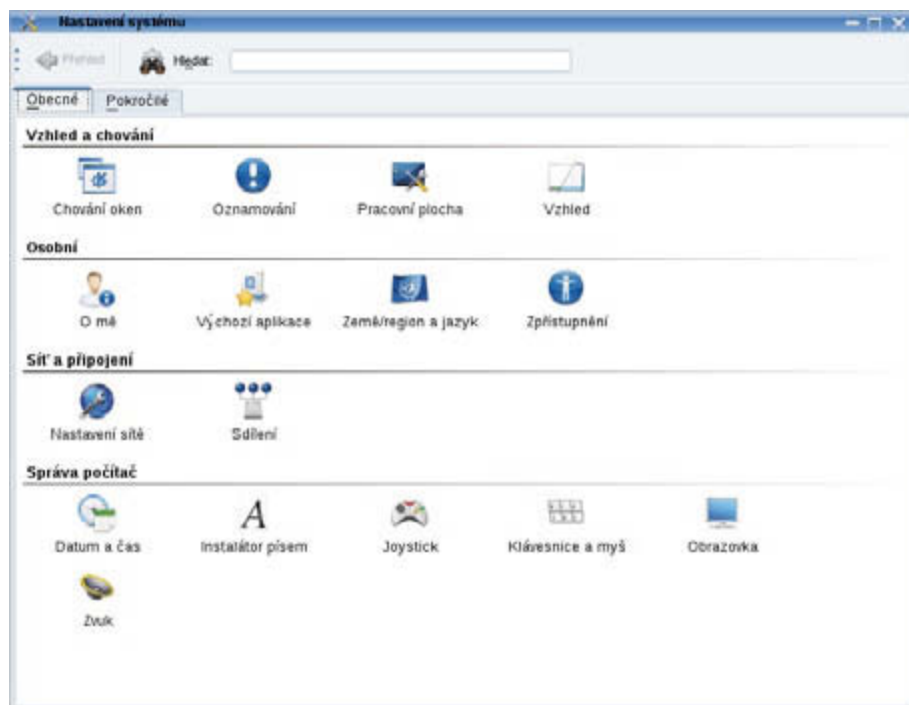 Nastavení systému
Přehled Hledat:
Obecné Pokročilé
Vzhled a chování
Chování oken Oznamování Pracovní plocha Vzhled
Osobní
O mě Výchozí aplikace Země/region a jazyk Zpřístupnění
Síť a připojení
Nastavení sítě Sdílení
Správa počítač
Datum a čas Instalátor písem Joystick Klávesnice a myš Obrazovka
Zvuk